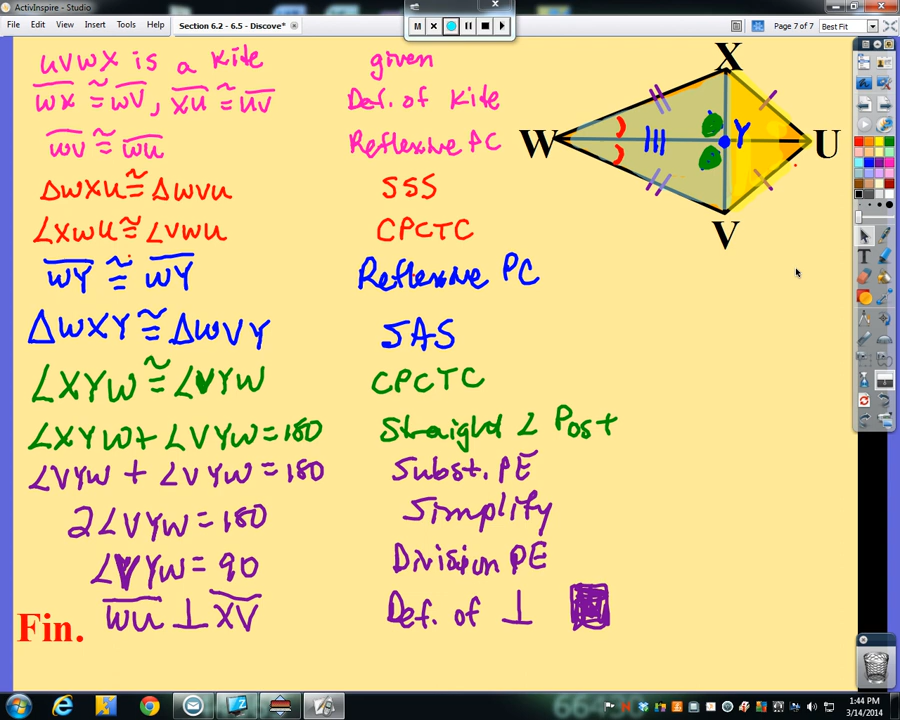 ActivInspire - Studio
File Edit View Insert Tools Help
Section 6.2 - 6.5 - Discove*
Page 7 of 7 Best Fit
UVWX is a kite given
WX ≅ WV, XU ≅ UV Def. of kite
WU ≅ WU Reflexive PC
ΔWXU ≅ ΔWVU SSS
∠XWU ≅ ∠VWU CPCTC
WY ≅ WY Reflexive PC
ΔWXY ≅ ΔWVY SAS
∠XYW ≅ ∠VYW CPCTC
∠XYW + ∠VYW = 180 Straight ∠ Post
∠VYW + ∠VYW = 180 Subst. PE
2∠VYW = 180 Simplify
∠VYW = 90 Division PE
WU ⊥ XV Def. of ⊥
Fin.
X
W
Y
U
V
1:44 PM
3/14/2014